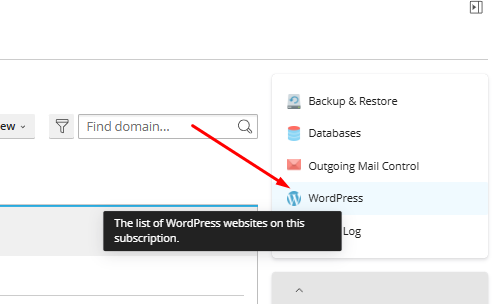 Backup & Restore
ew
Find domain...
Databases
Outgoing Mail Control
WordPress
The list of WordPress websites on this
subscription.
Log